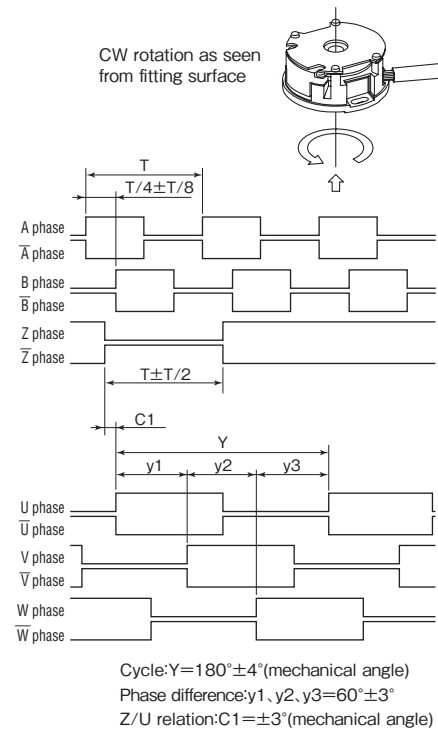 CW rotation as seen
from fitting surface
T
T/4±T/8
A phase
A̅ phase
B phase
B̅ phase
Z phase
Z̅ phase
T±T/2
C1
Y
y1 y2 y3
U phase
U̅ phase
V phase
V̅ phase
W phase
W̅ phase
Cycle:Y=180°±4°(mechanical angle)
Phase difference:y1、y2、y3=60°±3°
Z/U relation:C1=±3°(mechanical angle)